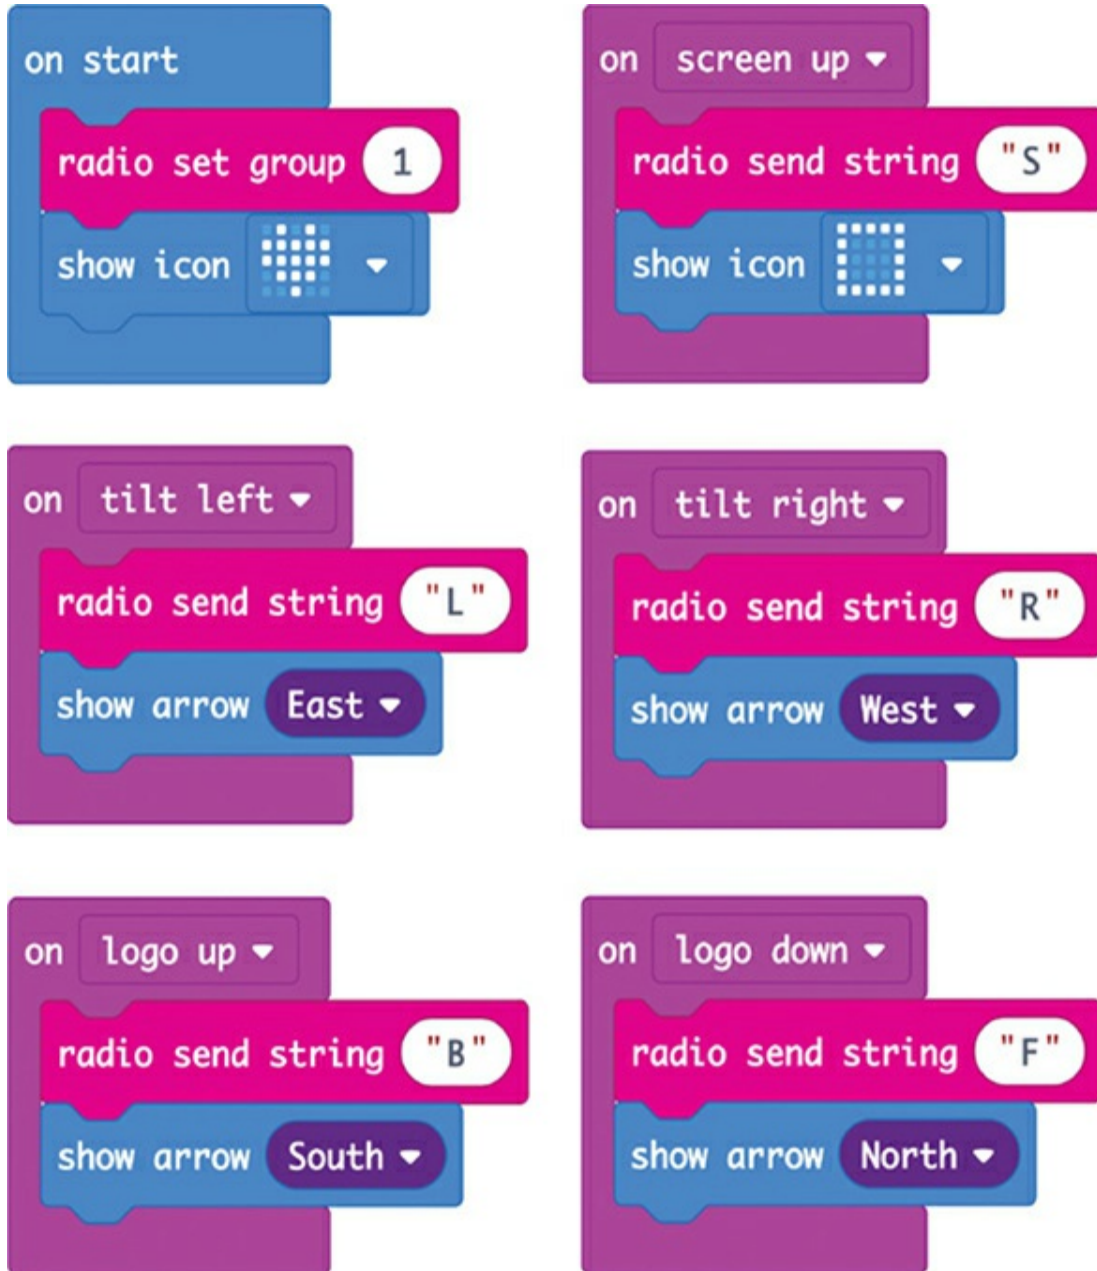 on start
radio set group 1
show icon
on screen up
radio send string "S"
show icon
on tilt left
radio send string "L"
show arrow East
on tilt right
radio send string "R"
show arrow West
on logo up
radio send string "B"
show arrow South
on logo down
radio send string "F"
show arrow North